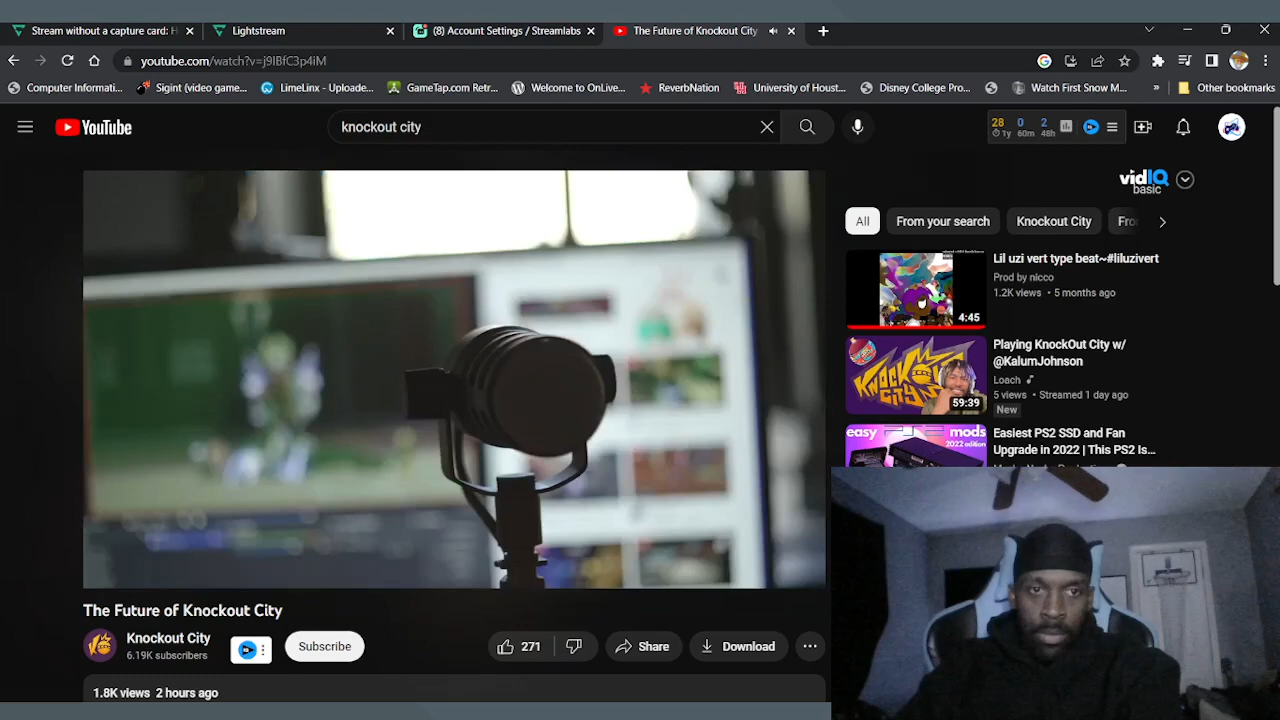 Stream without a capture card: H
Lightstream
(8) Account Settings / Streamlabs
The Future of Knockout City
youtube.com/watch?v=j9IBfC3p4iM
Computer Informati...
Sigint (video game...
LimeLinx - Uploade...
GameTap.com Retr...
Welcome to OnLive...
ReverbNation
University of Houst...
Disney College Pro...
Watch First Snow M...
»
Other bookmarks
YouTube
knockout city
28 0 2
1y 60m 48h
vidIQ
basic
All
From your search
Knockout City
Fro
Lil uzi vert type beat~#liluzivert
Prod by nicco
1.2K views • 5 months ago
4:45
Playing KnockOut City w/
@KalumJohnson
Loach
5 views • Streamed 1 day ago
New
KNOCKOUT
CITY
59:39
easy PS2 mods
2022 edition
Easiest PS2 SSD and Fan
Upgrade in 2022 | This PS2 Is...
The Future of Knockout City
Knockout City
6.19K subscribers
Subscribe
271
Share
Download
1.8K views 2 hours ago